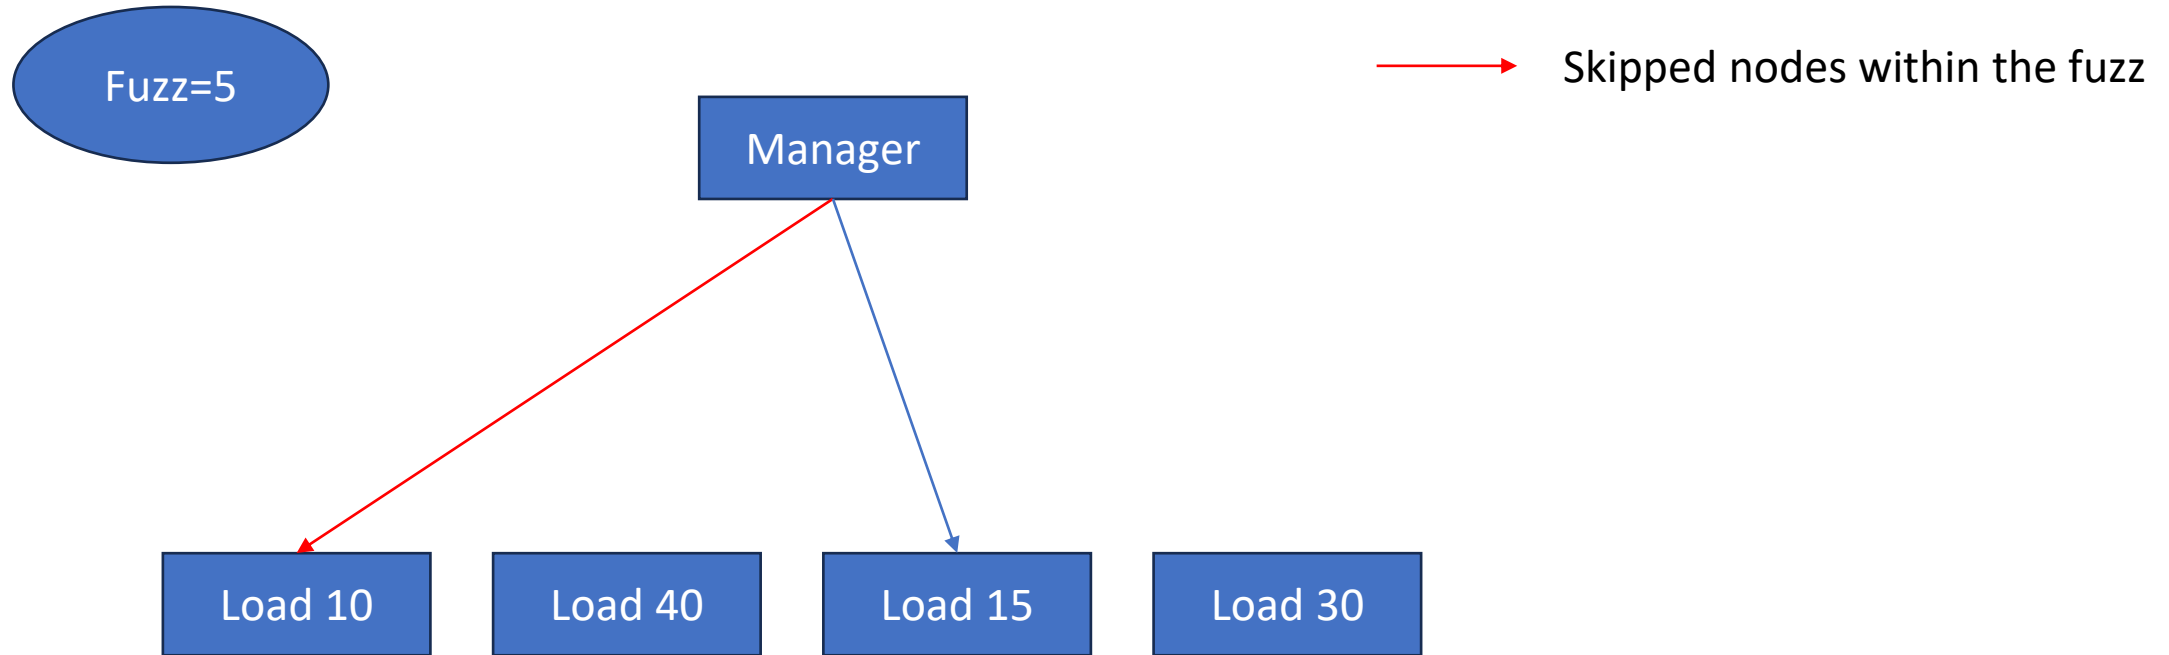 Fuzz=5
Skipped nodes within the fuzz
Manager
Load 10
Load 40
Load 15
Load 30